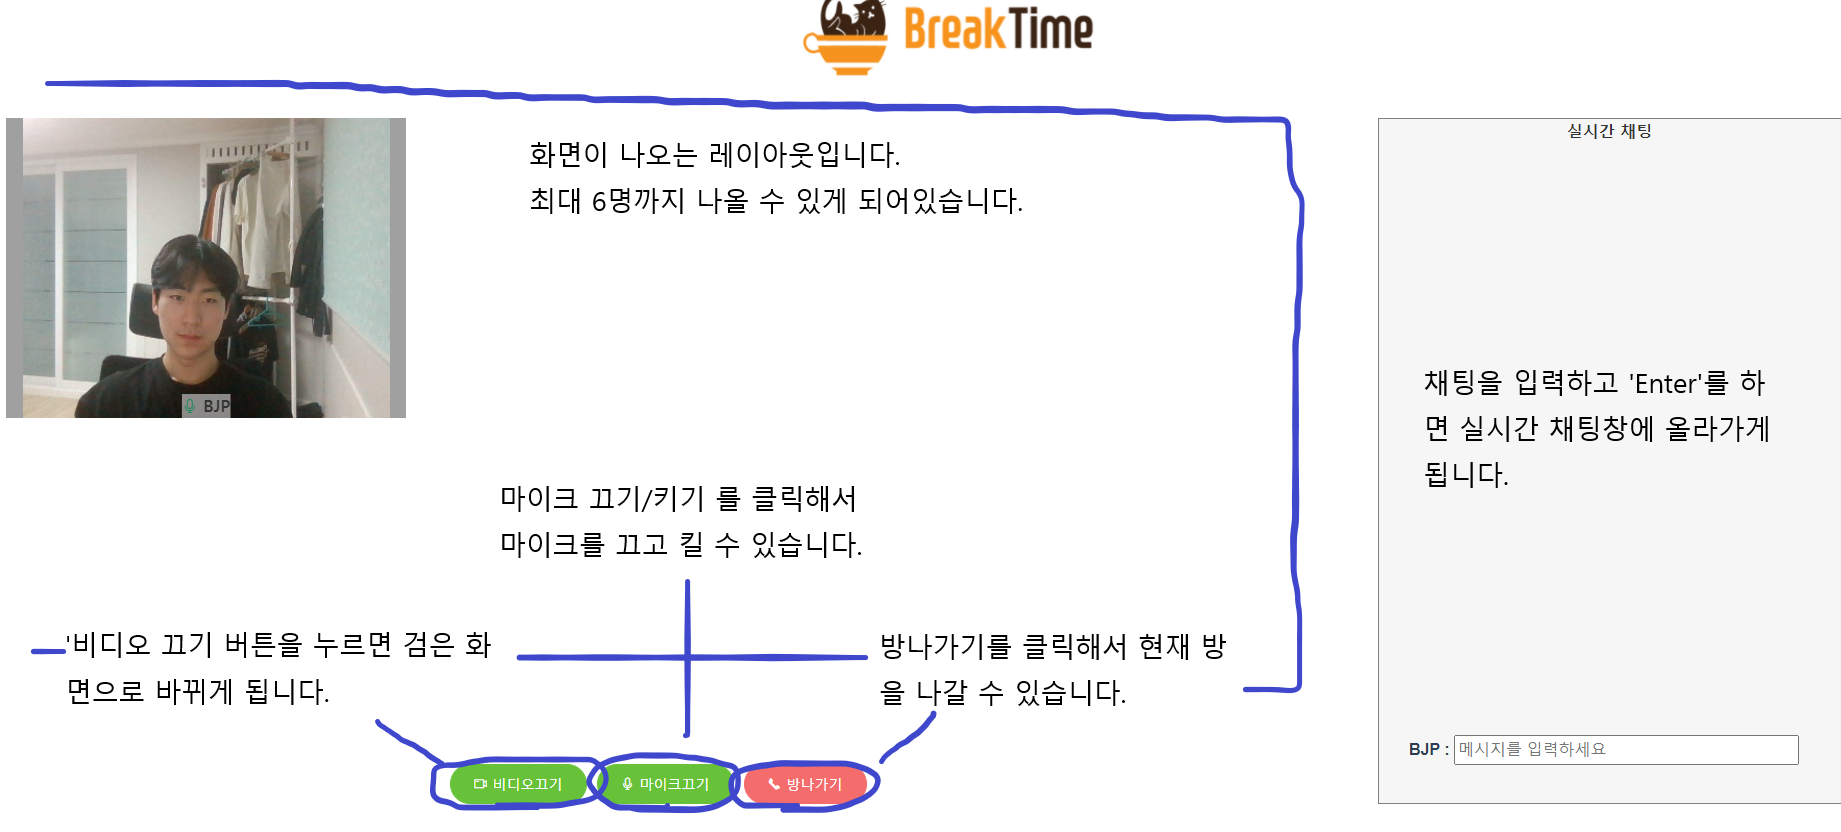 BreakTime
화면이 나오는 레이아웃입니다.
최대 6명까지 나올 수 있게 되어있습니다.
BJP
마이크 끄기/키기 를 클릭해서
마이크를 끄고 킬 수 있습니다.
'비디오 끄기 버튼을 누르면 검은 화
면으로 바뀌게 됩니다.
방나가기를 클릭해서 현재 방
을 나갈 수 있습니다.
비디오끄기
마이크끄기
방나가기
실시간 채팅
채팅을 입력하고 'Enter'를 하
면 실시간 채팅창에 올라가게
됩니다.
BJP : 메시지를 입력하세요